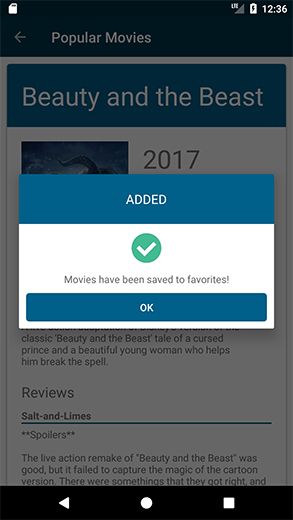 LTE 12:36
Popular Movies
Beauty and the Beast
2017
ADDED
Movies have been saved to favorites!
OK
A live action adaptation of Disney's version of the
classic 'Beauty and the Beast' tale of a cursed
prince and a beautiful young woman who helps
him break the spell.
Reviews
Salt-and-Limes
**Spoilers**
The live action remake of "Beauty and the Beast" was
good, but it failed to capture the magic of the cartoon
version. There were somethings that they got right, and